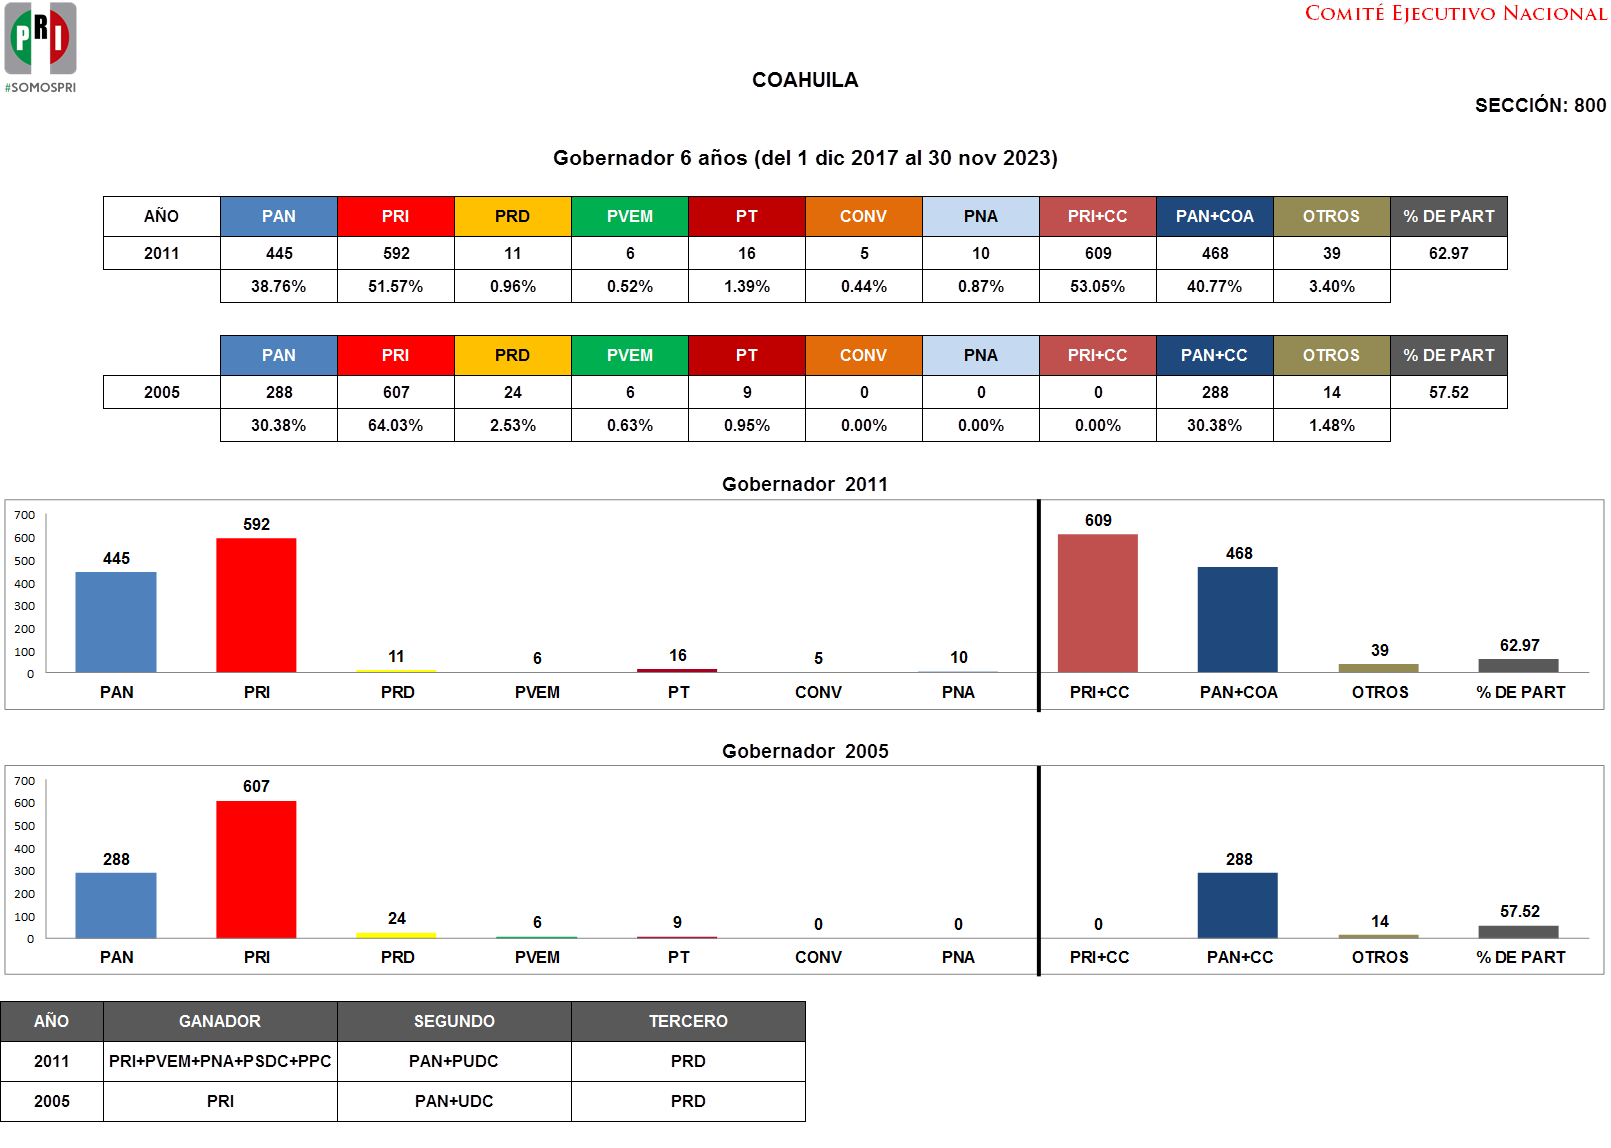 PRI
#SOMOSPRI
COMITÉ EJECUTIVO NACIONAL
COAHUILA
SECCIÓN: 800
Gobernador 6 años (del 1 dic 2017 al 30 nov 2023)
AÑO PAN PRI PRD PVEM PT CONV PNA PRI+CC PAN+COA OTROS % DE PART
2011 445 592 11 6 16 5 10 609 468 39 62.97
38.76% 51.57% 0.96% 0.52% 1.39% 0.44% 0.87% 53.05% 40.77% 3.40%
PAN PRI PRD PVEM PT CONV PNA PRI+CC PAN+CC OTROS % DE PART
2005 288 607 24 6 9 0 0 0 288 14 57.52
30.38% 64.03% 2.53% 0.63% 0.95% 0.00% 0.00% 0.00% 30.38% 1.48%
Gobernador 2011
700
600
500
400
300
200
100
0
445 592 11 6 16 5 10 609 468 39 62.97
PAN PRI PRD PVEM PT CONV PNA PRI+CC PAN+COA OTROS % DE PART
Gobernador 2005
700
600
500
400
300
200
100
0
288 607 24 6 9 0 0 0 288 14 57.52
PAN PRI PRD PVEM PT CONV PNA PRI+CC PAN+CC OTROS % DE PART
AÑO GANADOR SEGUNDO TERCERO
2011 PRI+PVEM+PNA+PSDC+PPC PAN+PUDC PRD
2005 PRI PAN+UDC PRD